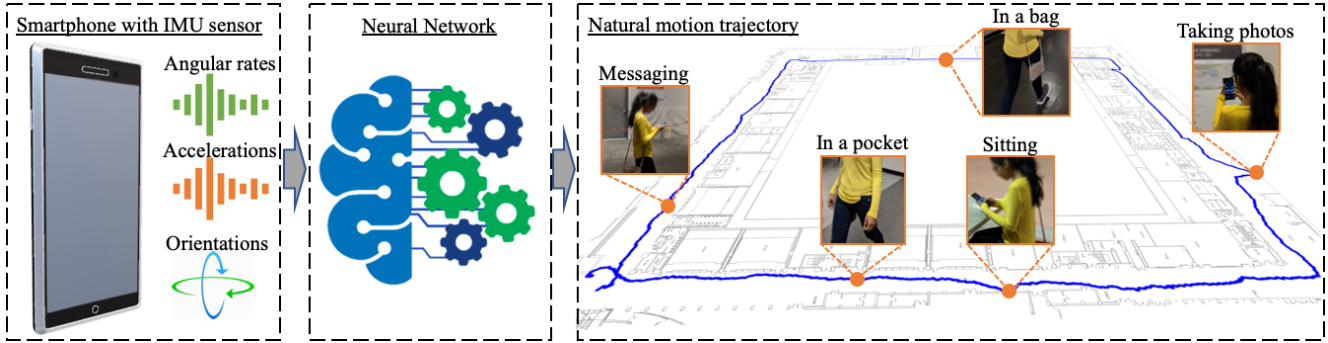 Smartphone with IMU sensor
Angular rates
Accelerations
Orientations
Neural Network
Natural motion trajectory
Messaging
In a bag
Taking photos
In a pocket
Sitting